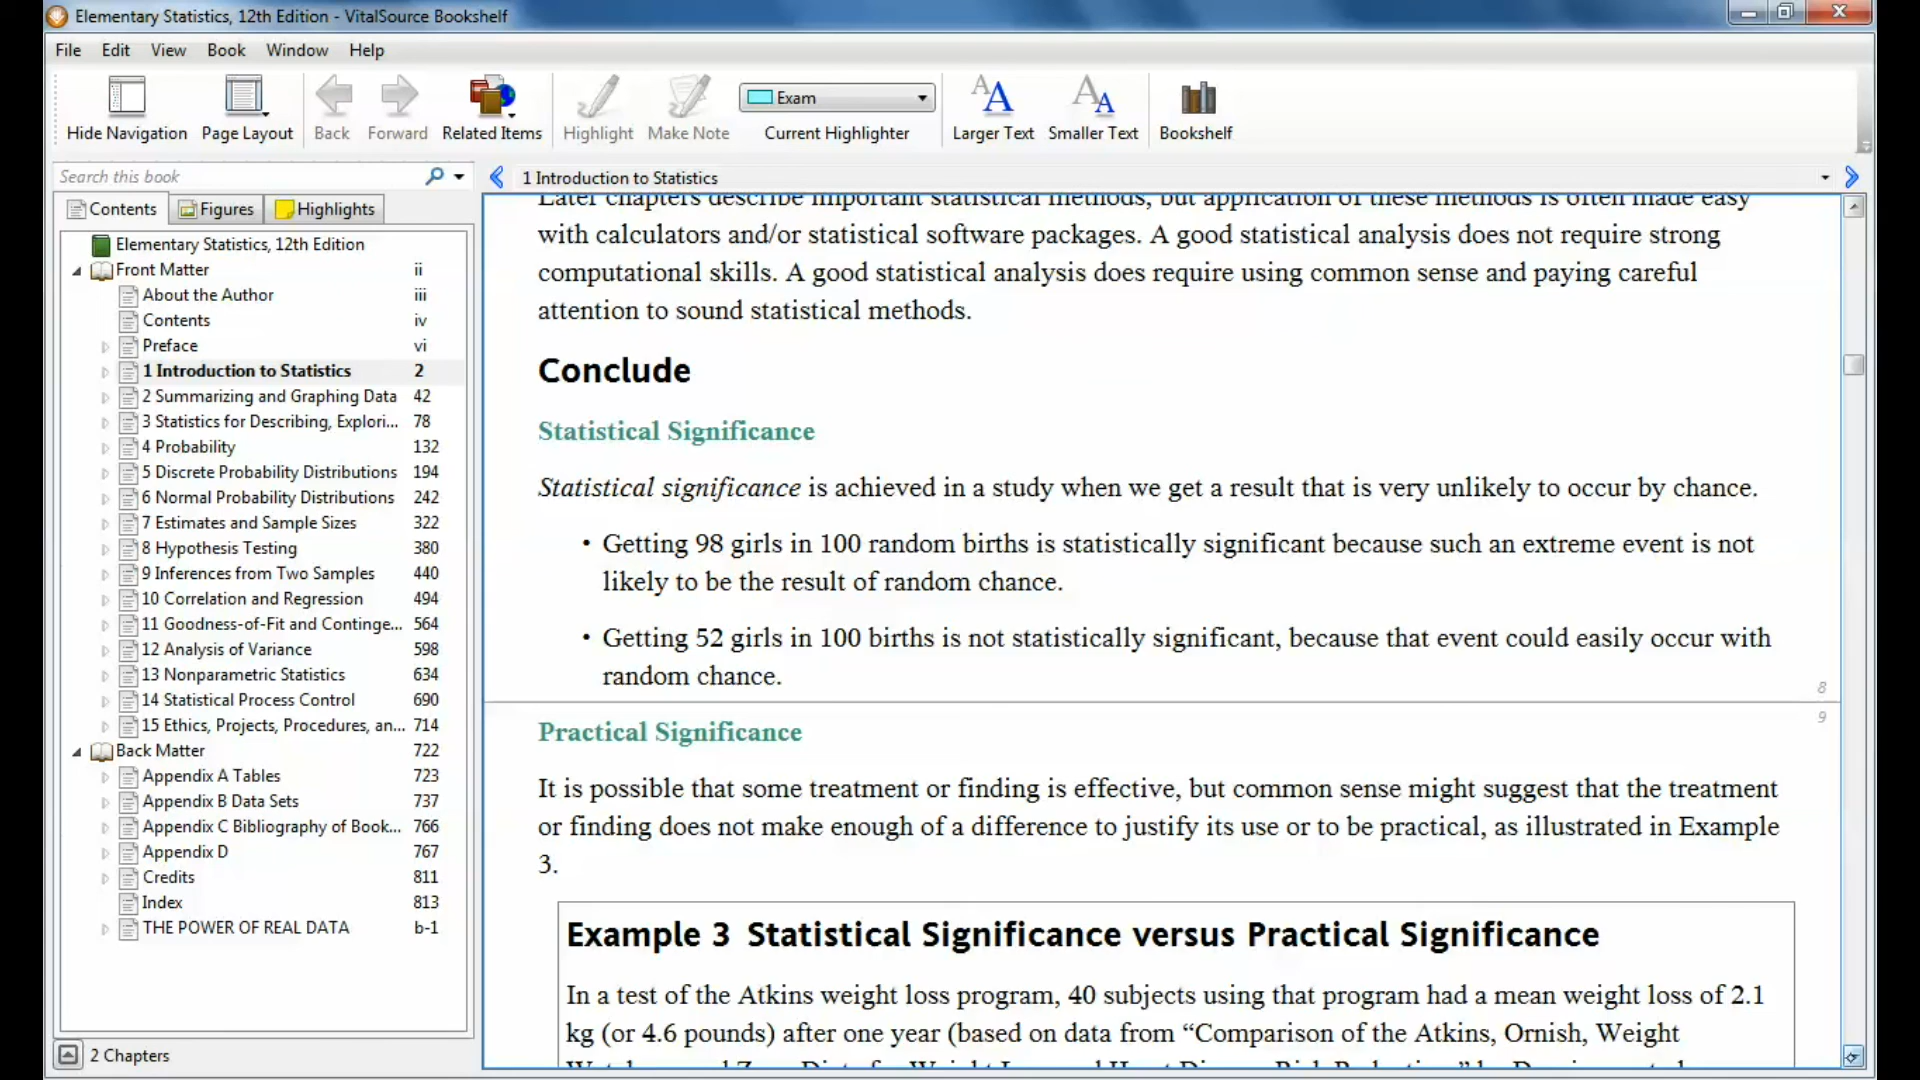 Elementary Statistics, 12th Edition - VitalSource Bookshelf
File Edit View Book Window Help
Hide Navigation Page Layout Back Forward Related Items Highlight Make Note Exam Current Highlighter Larger Text Smaller Text Bookshelf
Search this book
1 Introduction to Statistics
Contents Figures Highlights
Elementary Statistics, 12th Edition
Front Matter ii
About the Author iii
Contents iv
Preface vi
1 Introduction to Statistics 2
2 Summarizing and Graphing Data 42
3 Statistics for Describing, Explori... 78
4 Probability 132
5 Discrete Probability Distributions 194
6 Normal Probability Distributions 242
7 Estimates and Sample Sizes 322
8 Hypothesis Testing 380
9 Inferences from Two Samples 440
10 Correlation and Regression 494
11 Goodness-of-Fit and Continge... 564
12 Analysis of Variance 598
13 Nonparametric Statistics 634
14 Statistical Process Control 690
15 Ethics, Projects, Procedures, an... 714
Back Matter 722
Appendix A Tables 723
Appendix B Data Sets 737
Appendix C Bibliography of Book... 766
Appendix D 767
Credits 811
Index 813
THE POWER OF REAL DATA b-1
2 Chapters
Later chapters describe important statistical methods, but application of these methods is often made easy
with calculators and/or statistical software packages. A good statistical analysis does not require strong
computational skills. A good statistical analysis does require using common sense and paying careful
attention to sound statistical methods.
Conclude
Statistical Significance
Statistical significance is achieved in a study when we get a result that is very unlikely to occur by chance.
• Getting 98 girls in 100 random births is statistically significant because such an extreme event is not
likely to be the result of random chance.
• Getting 52 girls in 100 births is not statistically significant, because that event could easily occur with
random chance.
8
9
Practical Significance
It is possible that some treatment or finding is effective, but common sense might suggest that the treatment
or finding does not make enough of a difference to justify its use or to be practical, as illustrated in Example
3.
Example 3 Statistical Significance versus Practical Significance
In a test of the Atkins weight loss program, 40 subjects using that program had a mean weight loss of 2.1
kg (or 4.6 pounds) after one year (based on data from “Comparison of the Atkins, Ornish, Weight